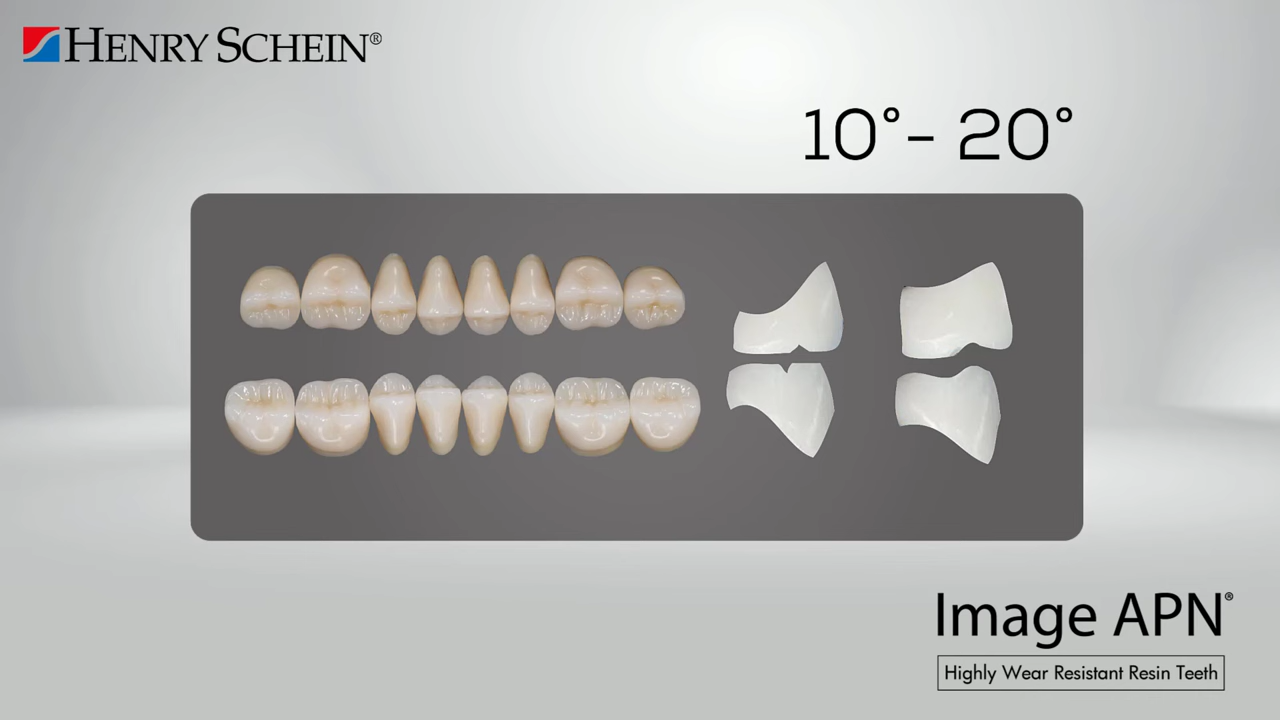 HENRY SCHEIN®
10°- 20°
Image APN®
Highly Wear Resistant Resin Teeth